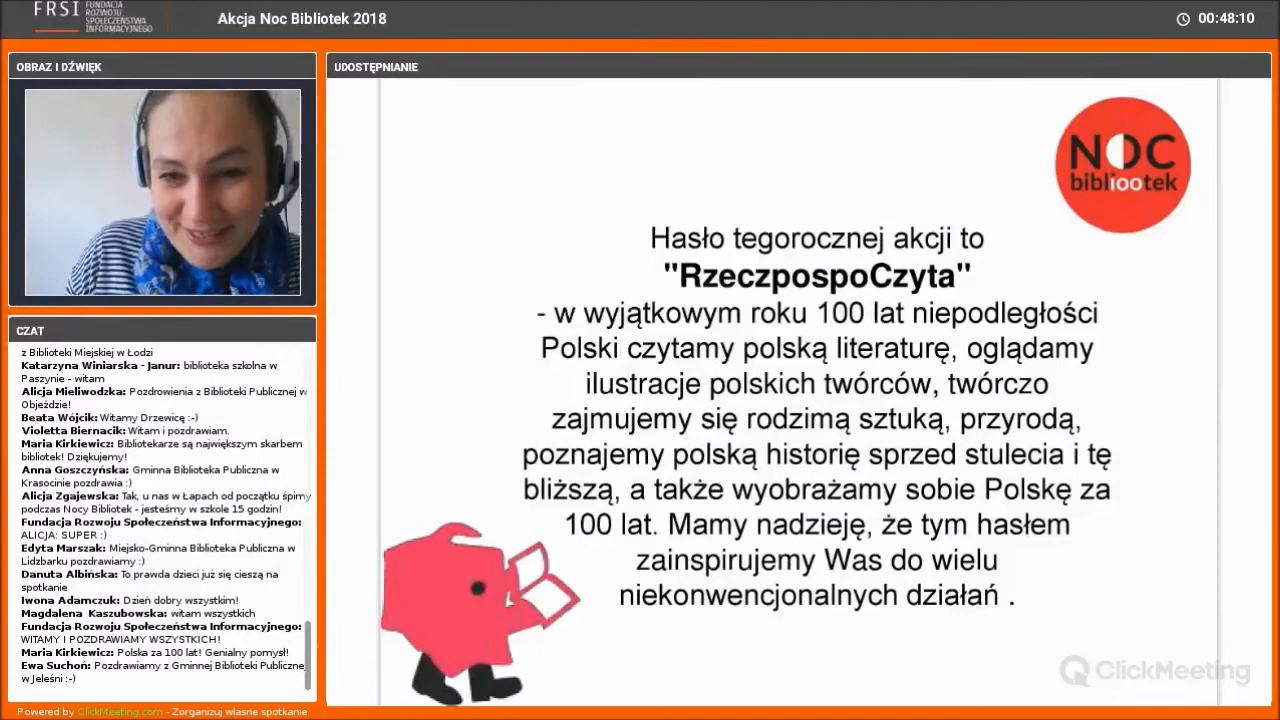 FRSI
FUNDACJA
ROZWOJU
SPOŁECZEŃSTWA
INFORMACYJNEGO
Akcja Noc Bibliotek 2018
00:48:10
OBRAZ I DŹWIĘK
CZAT
z Biblioteki Miejskiej w Łodzi
Katarzyna Winiarska - Janur: biblioteka szkolna w
Paszynie - witam
Alicja Mieliwodzka: Pozdrowienia z Biblioteki Publicznej w
Objeździe!
Beata Wójcik: Witamy Drzewicę :-)
Violetta Biernacik: Witam i pozdrawiam.
Maria Kirkiewicz: Bibliotekarze są największym skarbem
bibliotek! Dziękujemy!
Anna Goszczyńska: Gminna Biblioteka Publiczna w
Krasocinie pozdrawia :)
Alicja Zgajewska: Tak, u nas w Łapach od początku śpimy
podczas Nocy Bibliotek - jesteśmy w szkole 15 godzin!
Fundacja Rozwoju Społeczeństwa Informacyjnego:
ALICJA: SUPER :)
Edyta Marszak: Miejsko-Gminna Biblioteka Publiczna w
Lidzbarku pozdrawiamy :)
Danuta Albińska: To prawda dzieci już się cieszą na
spotkanie
Iwona Adamczuk: Dzień dobry wszystkim!
Magdalena Kaszubowska: witam wszystkich
Fundacja Rozwoju Społeczeństwa Informacyjnego:
WITAMY I POZDRAWIAMY WSZYSTKICH!
Maria Kirkiewicz: Polska za 100 lat! Genialny pomysł!
Ewa Suchoń: Pozdrawiamy z Gminnej Biblioteki Publicznej
w Jeleśni :-)
Powered by ClickMeeting.com - Zorganizuj własne spotkanie
UDOSTĘPNIANIE
NOC
bibliootek
Hasło tegorocznej akcji to
"RzeczpospoCzyta"
- w wyjątkowym roku 100 lat niepodległości
Polski czytamy polską literaturę, oglądamy
ilustracje polskich twórców, twórczo
zajmujemy się rodzimą sztuką, przyrodą,
poznajemy polską historię sprzed stulecia i tę
bliższą, a także wyobrażamy sobie Polskę za
100 lat. Mamy nadzieję, że tym hasłem
zainspirujemy Was do wielu
niekonwencjonalnych działań .
ClickMeeting